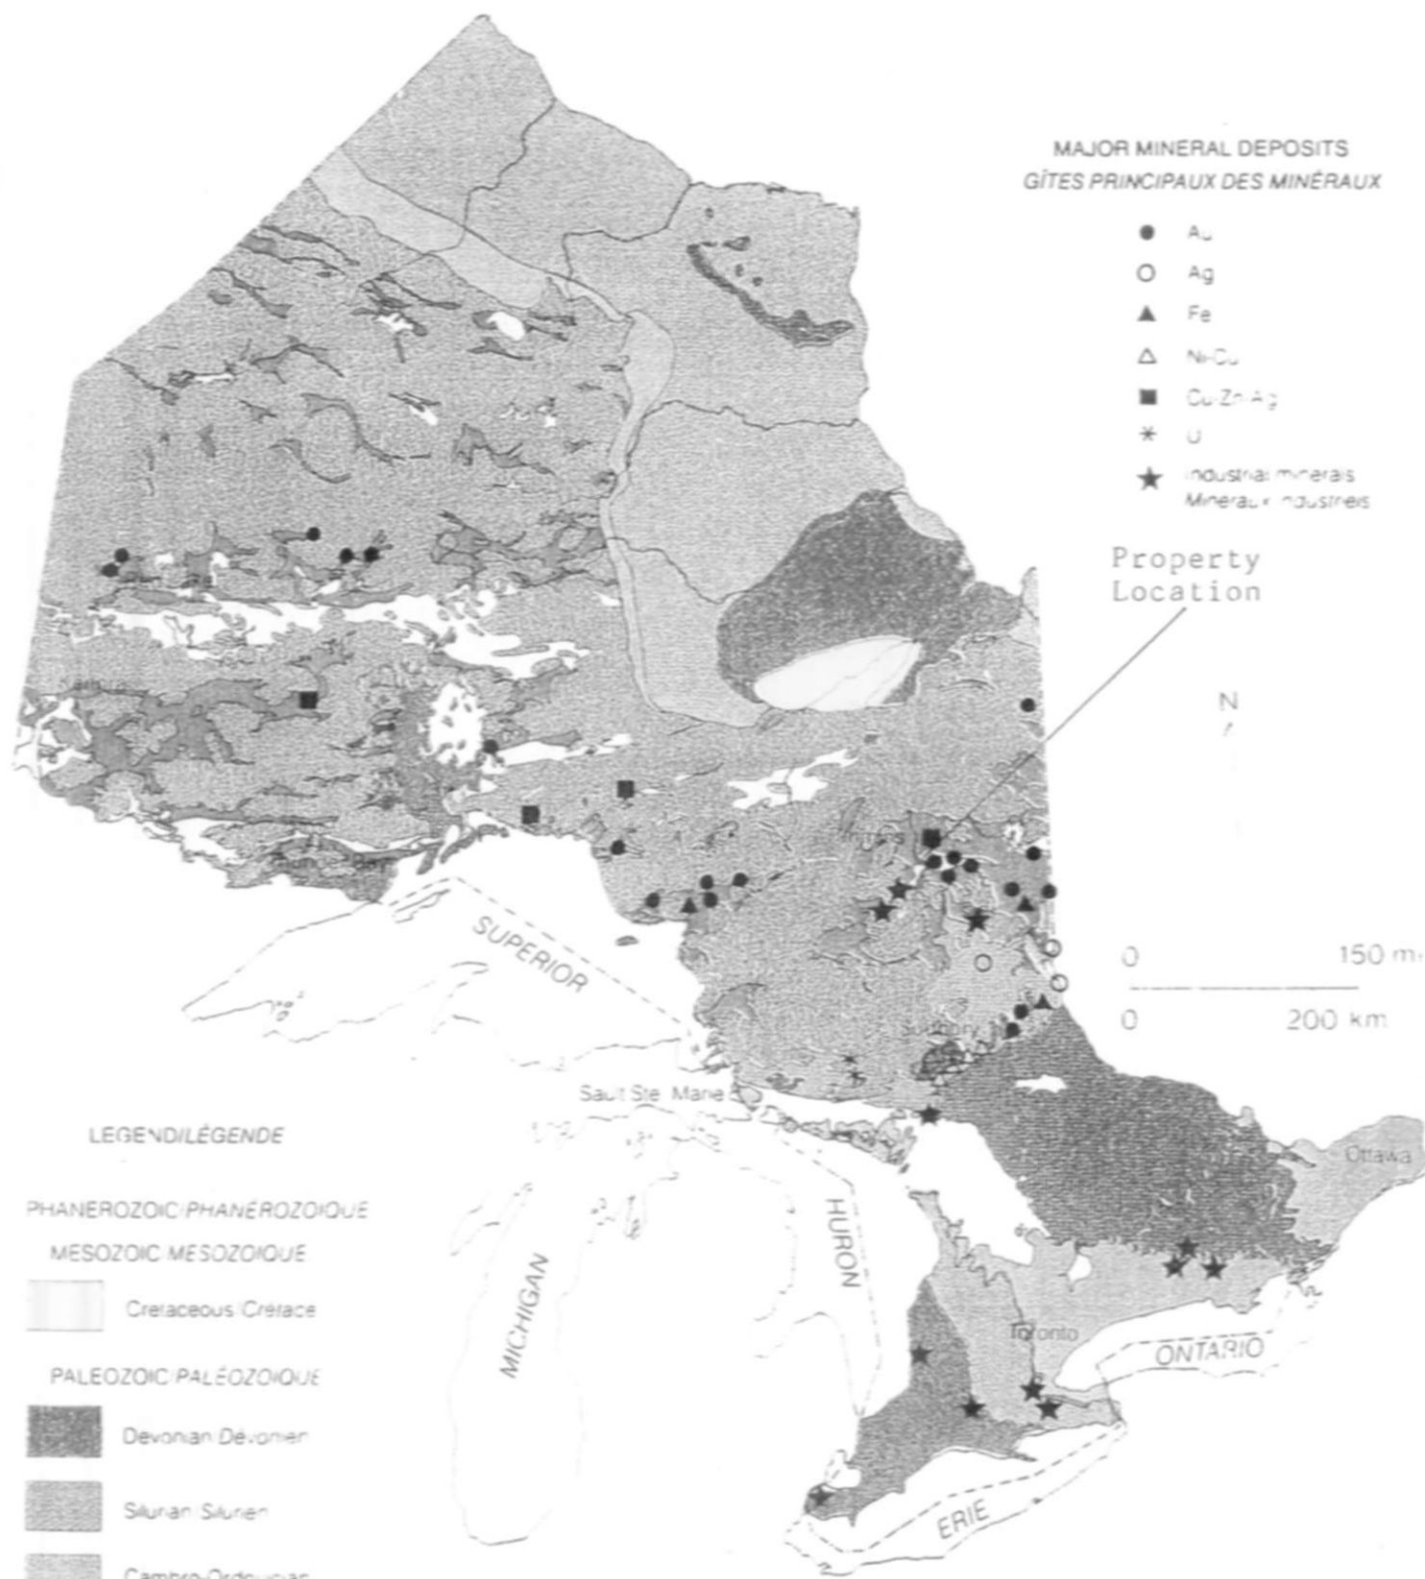 MAJOR MINERAL DEPOSITS
GÎTES PRINCIPAUX DES MINÉRAUX
Au
Ag
Fe
Ni-Cu
Cu-Zn-Ag
U
Industrial minerals
Minéraux industriels
Property
Location
N
0 150 mi
0 200 km
SUPERIOR
Sudbury
Sault Ste. Marie
Ottawa
HURON
MICHIGAN
Toronto
ONTARIO
ERIE
LEGEND/LÉGENDE
PHANEROZOIC/PHANÉROZOIQUE
MESOZOIC/MESOZOIQUE
Cretaceous/Crétacé
PALEOZOIC/PALÉOZOIQUE
Devonian/Dévonien
Silurian/Silurien
Cambro-Ordovician